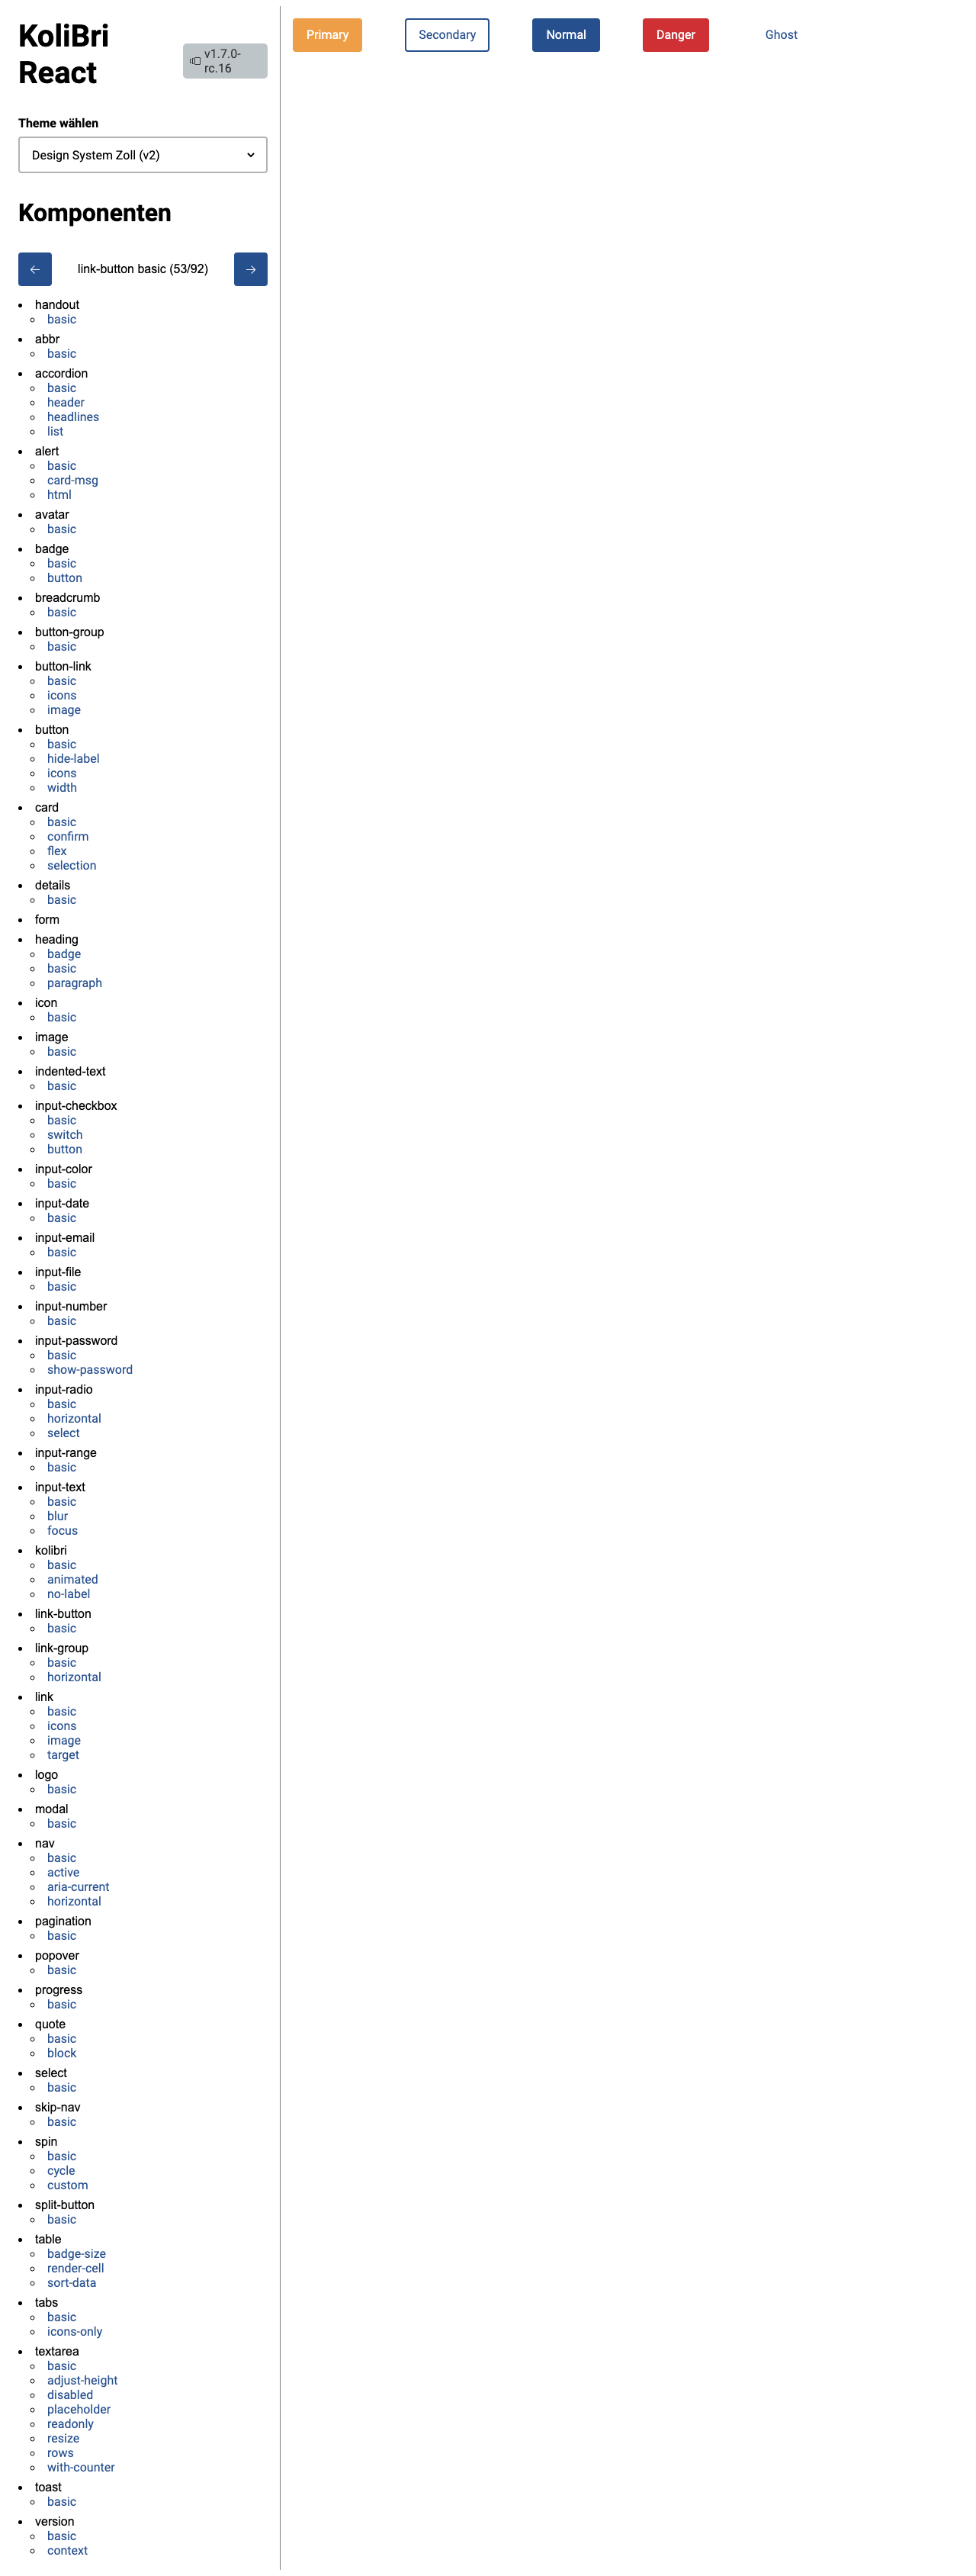 KoliBri
React
v1.7.0-
rc.16
Theme wählen
Design System Zoll (v2)
Komponenten
← link-button basic (53/92) →
handout
basic
abbr
basic
accordion
basic
header
headlines
list
alert
basic
card-msg
html
avatar
basic
badge
basic
button
breadcrumb
basic
button-group
basic
button-link
basic
icons
image
button
basic
hide-label
icons
width
card
basic
confirm
flex
selection
details
basic
form
heading
badge
basic
paragraph
icon
basic
image
basic
indented-text
basic
input-checkbox
basic
switch
button
input-color
basic
input-date
basic
input-email
basic
input-file
basic
input-number
basic
input-password
basic
show-password
input-radio
basic
horizontal
select
input-range
basic
input-text
basic
blur
focus
kolibri
basic
animated
no-label
link-button
basic
link-group
basic
horizontal
link
basic
icons
image
target
logo
basic
modal
basic
nav
basic
active
aria-current
horizontal
pagination
basic
popover
basic
progress
basic
quote
basic
block
select
basic
skip-nav
basic
spin
basic
cycle
custom
split-button
basic
table
badge-size
render-cell
sort-data
tabs
basic
icons-only
textarea
basic
adjust-height
disabled
placeholder
readonly
resize
rows
with-counter
toast
basic
version
basic
context
Primary Secondary Normal Danger Ghost